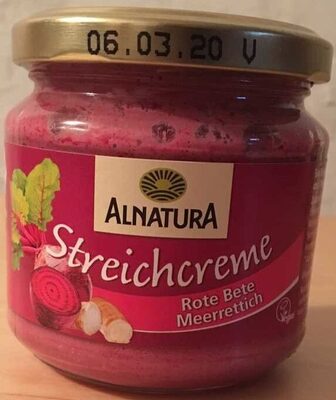 06.03.20 V
ALNATURA
Streichcreme
Rote Bete
Meerrettich